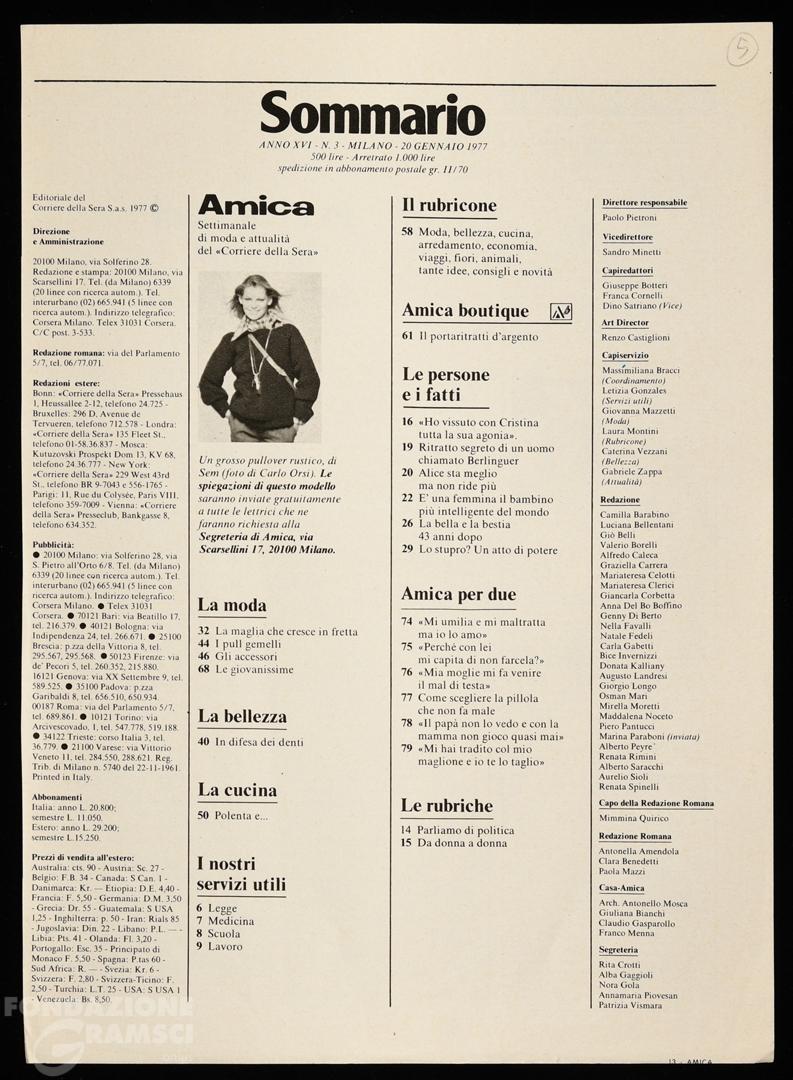 5
Sommario
ANNO XVI - N. 3 - MILANO - 20 GENNAIO 1977
500 lire - Arretrato 1.000 lire
spedizione in abbonamento postale gr. II/70
Editoriale del
Corriere della Sera S.a.s. 1977 ©
Direzione
e Amministrazione
20100 Milano, via Solferino 28.
Redazione e stampa: 20100 Milano, via
Scarsellini 17. Tel. (da Milano) 6339
(20 linee con ricerca autom.). Tel.
interurbano (02) 665.941 (5 linee con
ricerca autom.). Indirizzo telegrafico:
Corsera Milano. Telex 31031 Corsera.
C/C post. 3-533.
Redazione romana: via del Parlamento
5/7, tel. 06/77.071.
Redazioni estere:
Bonn: «Corriere della Sera» Pressehaus
1, Heussallee 2-12, telefono 24.725 -
Bruxelles: 296 D. Avenue de
Tervueren, telefono 712.578 - Londra:
«Corriere della Sera» 135 Fleet St.,
telefono 01-58.36.837 - Mosca:
Kutuzovski Prospekt Dom 13, KV 68,
telefono 24.36.777 - New York:
«Corriere della Sera» 229 West 43rd
St., telefono BR 9-7043 e 556-1765 -
Parigi: 11, Rue du Colysée, Paris VIII,
telefono 359-7009 - Vienna: «Corriere
della Sera» Presseclub, Bankgasse 8,
telefono 634.352.
Pubblicità:
● 20100 Milano: via Solferino 28, via
S. Pietro all'Orto 6/8. Tel. (da Milano)
6339 (20 linee con ricerca autom.). Tel.
interurbano (02) 665.941 (5 linee con
ricerca autom.). Indirizzo telegrafico:
Corsera Milano. ● Telex 31031
Corsera. ● 70121 Bari: via Beatillo 17,
tel. 216.379. ● 40121 Bologna: via
Indipendenza 24, tel. 266.671. ● 25100
Brescia: p.zza della Vittoria 8, tel.
295.567, 295.568. ● 50123 Firenze: via
de' Pecori 5, tel. 260.352, 215.880.
16121 Genova: via XX Settembre 9, tel.
589.525. ● 35100 Padova: p.zza
Garibaldi 8, tel. 656.510, 650.934.
00187 Roma: via del Parlamento 5/7,
tel. 689.861. ● 10121 Torino: via
Arcivescovado, 1, tel. 547.778, 519.188.
● 34122 Trieste: corso Italia 3, tel.
36.779. ● 21100 Varese: via Vittorio
Veneto 11, tel. 284.550, 288.621. Reg.
Trib. di Milano n. 5740 del 22-11-1961.
Printed in Italy.
Abbonamenti
Italia: anno L. 20.800;
semestre L. 11.050.
Estero: anno L. 29.200;
semestre L.15.250.
Prezzi di vendita all'estero:
Australia: cts. 90 - Austria: Sc. 27 -
Belgio: F.B. 34 - Canada: S Can. 1 -
Danimarca: Kr. — Etiopia: D.E. 4,40 -
Francia: F. 5,50 - Germania: D.M. 3,50
- Grecia: Dr. 55 - Guatemala: S USA
1,25 - Inghilterra: p. 50 - Iran: Rials 85
- Jugoslavia: Din. 22 - Libano: P.L. — -
Libia: Pts. 41 - Olanda: Fl. 3,20 -
Portogallo: Esc. 35 - Principato di
Monaco F. 5,50 - Spagna: P.tas 60 -
Sud Africa: R. — - Svezia: Kr. 6 -
Svizzera: F. 2,80 - Svizzera-Ticino: F.
2,50 - Turchia: L.T. 25 - USA: S USA 1
- Venezuela: Bs. 8,50.
Amica
Settimanale
di moda e attualità
del «Corriere della Sera»
Un grosso pullover rustico, di
Sem (foto di Carlo Orsi). Le
spiegazioni di questo modello
saranno inviate gratuitamente
a tutte le lettrici che ne
faranno richiesta alla
Segreteria di Amica, via
Scarsellini 17, 20100 Milano.
La moda
32 La maglia che cresce in fretta
44 I pull gemelli
46 Gli accessori
68 Le giovanissime
La bellezza
40 In difesa dei denti
La cucina
50 Polenta e...
I nostri
servizi utili
6 Legge
7 Medicina
8 Scuola
9 Lavoro
Il rubricone
58 Moda, bellezza, cucina,
arredamento, economia,
viaggi, fiori, animali,
tante idee, consigli e novità
Amica boutique
61 Il portaritratti d'argento
Le persone
e i fatti
16 «Ho vissuto con Cristina
tutta la sua agonia».
19 Ritratto segreto di un uomo
chiamato Berlinguer
20 Alice sta meglio
ma non ride più
22 E' una femmina il bambino
più intelligente del mondo
26 La bella e la bestia
43 anni dopo
29 Lo stupro? Un atto di potere
Amica per due
74 «Mi umilia e mi maltratta
ma io lo amo»
75 «Perché con lei
mi capita di non farcela?»
76 «Mia moglie mi fa venire
il mal di testa»
77 Come scegliere la pillola
che non fa male
78 «Il papà non lo vedo e con la
mamma non gioco quasi mai»
79 «Mi hai tradito col mio
maglione e io te lo taglio»
Le rubriche
14 Parliamo di politica
15 Da donna a donna
Direttore responsabile
Paolo Pietroni
Vicedirettore
Sandro Minetti
Capiredattori
Giuseppe Botteri
Franca Cornelli
Dino Satriano (Vice)
Art Director
Renzo Castiglioni
Capiservizio
Massimiliana Bracci
(Coordinamento)
Letizia Gonzales
(Servizi utili)
Giovanna Mazzetti
(Moda)
Laura Montini
(Rubricone)
Caterina Vezzani
(Bellezza)
Gabriele Zappa
(Attualità)
Redazione
Camilla Barabino
Luciana Bellentani
Giò Belli
Valerio Borelli
Alfredo Caleca
Graziella Carrera
Mariateresa Celotti
Mariateresa Clerici
Giancarla Corbetta
Anna Del Bo Boffino
Genny Di Berto
Nella Favalli
Natale Fedeli
Carla Gabetti
Bice Invernizzi
Donata Kalliany
Augusto Landresi
Giorgio Longo
Osman Mari
Mirella Moretti
Maddalena Noceto
Piero Pantucci
Marina Paraboni (inviata)
Alberto Peyre'
Renata Rimini
Alberto Saracchi
Aurelio Sioli
Renata Spinelli
Capo della Redazione Romana
Mimmina Quirico
Redazione Romana
Antonella Amendola
Clara Benedetti
Paola Mazzi
Casa-Amica
Arch. Antonello Mosca
Giuliana Bianchi
Claudio Gasparollo
Franco Menna
Segreteria
Rita Crotti
Alba Gaggioli
Nora Gola
Annamaria Piovesan
Patrizia Vismara
13 - AMICA
FONDAZIONE
GRAMSCI